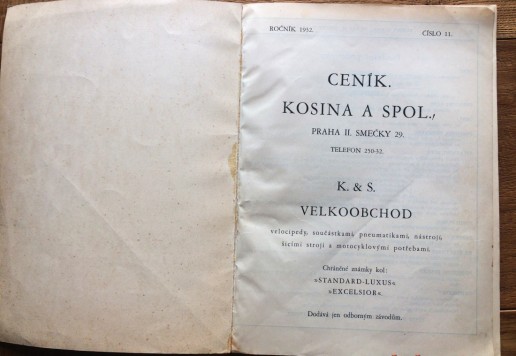 ROČNÍK 1932.
ČÍSLO 11.
CENÍK.
KOSINA A SPOL.,
PRAHA II. SMEČKY 29.
TELEFON 250-52.
K. & S.
VELKOOBCHOD
velocipedy, součástkami, pneumatikami, nástroji,
šicími stroji a motocyklovými potřebami.
Chráněné známky kol:
»STANDARD-LUXUS«
»EXCELSIOR«.
Dodává jen odborným závodům.